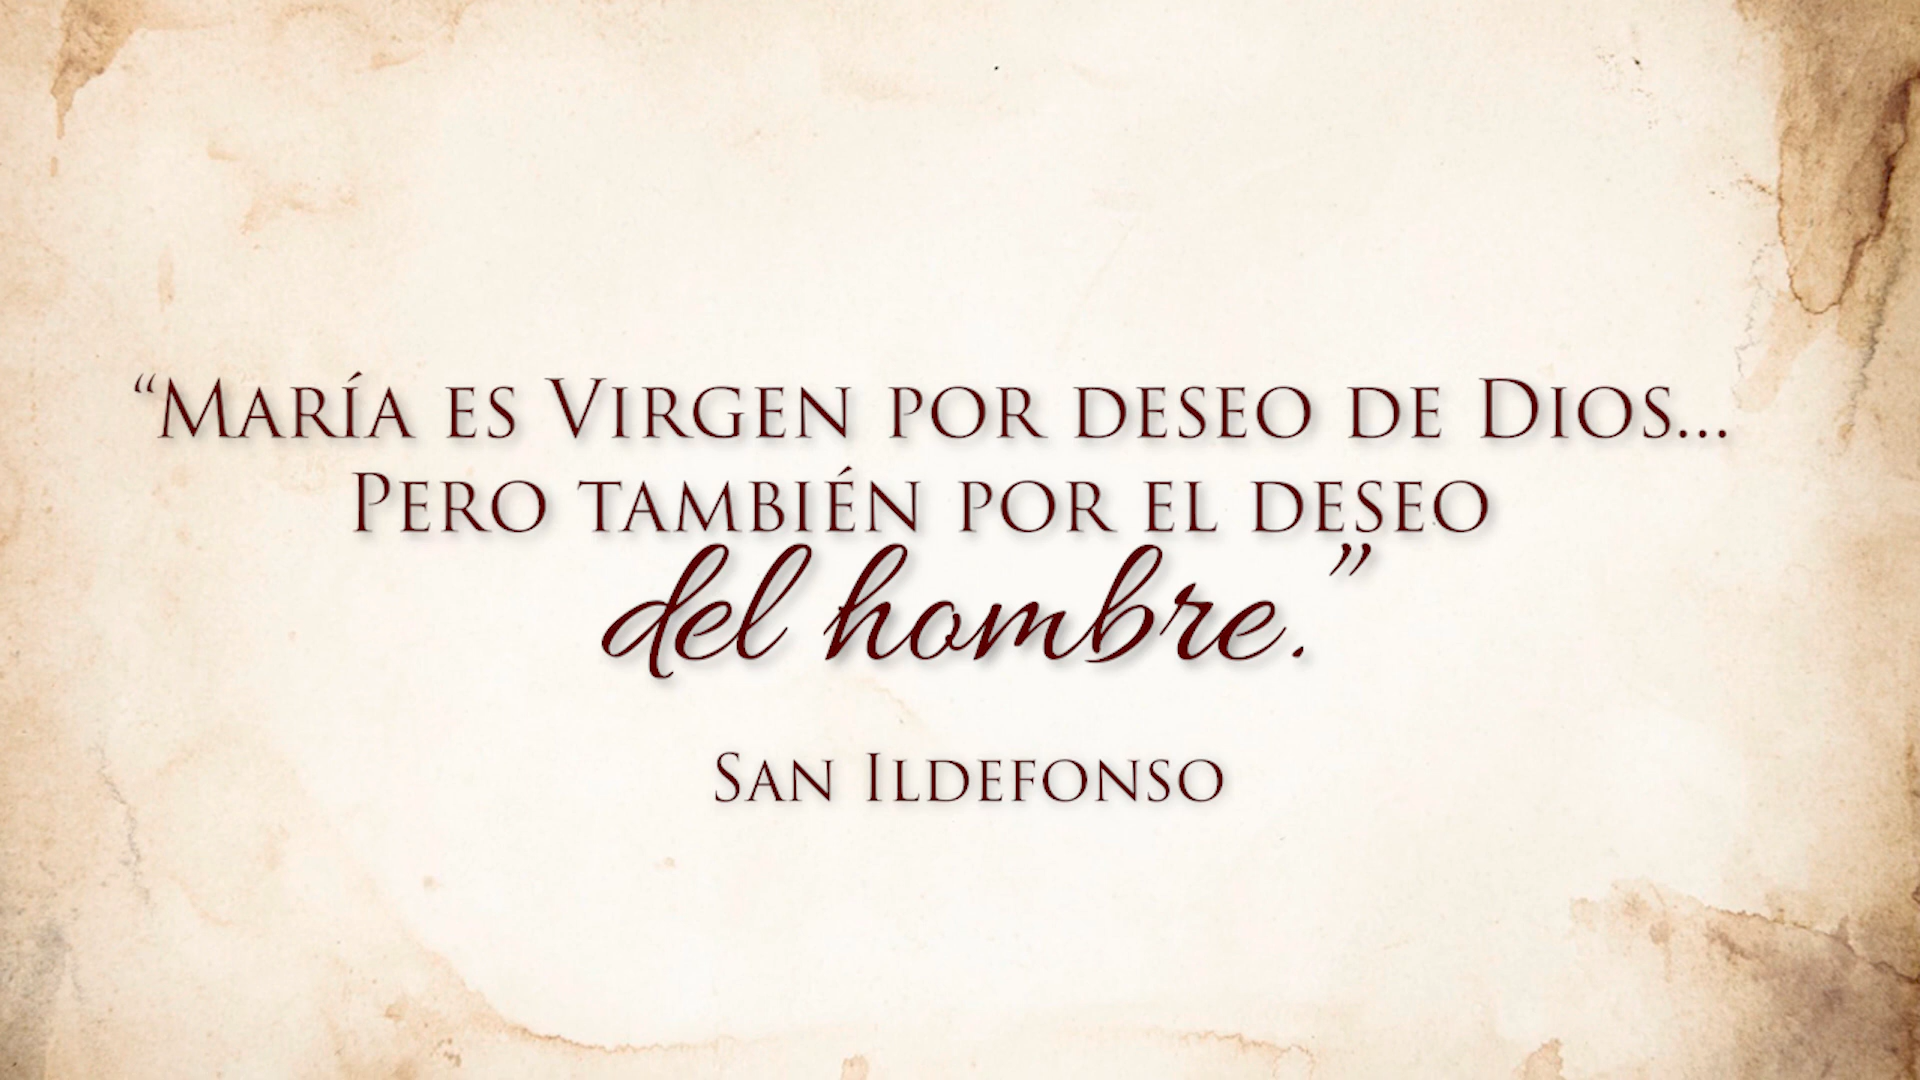 “María es Virgen por deseo de Dios...
Pero también por el deseo
del hombre.”
San Ildefonso